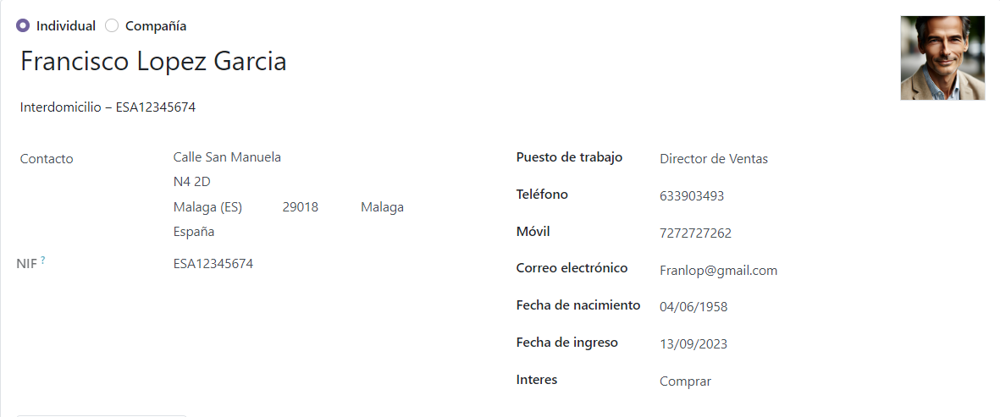 Individual Compañía
Francisco Lopez Garcia
Interdomicilio – ESA12345674
Contacto
Calle San Manuela
N4 2D
Malaga (ES) 29018 Malaga
España
NIF ?
ESA12345674
Puesto de trabajo Director de Ventas
Teléfono 633903493
Móvil 7272727262
Correo electrónico Franlop@gmail.com
Fecha de nacimiento 04/06/1958
Fecha de ingreso 13/09/2023
Interes Comprar